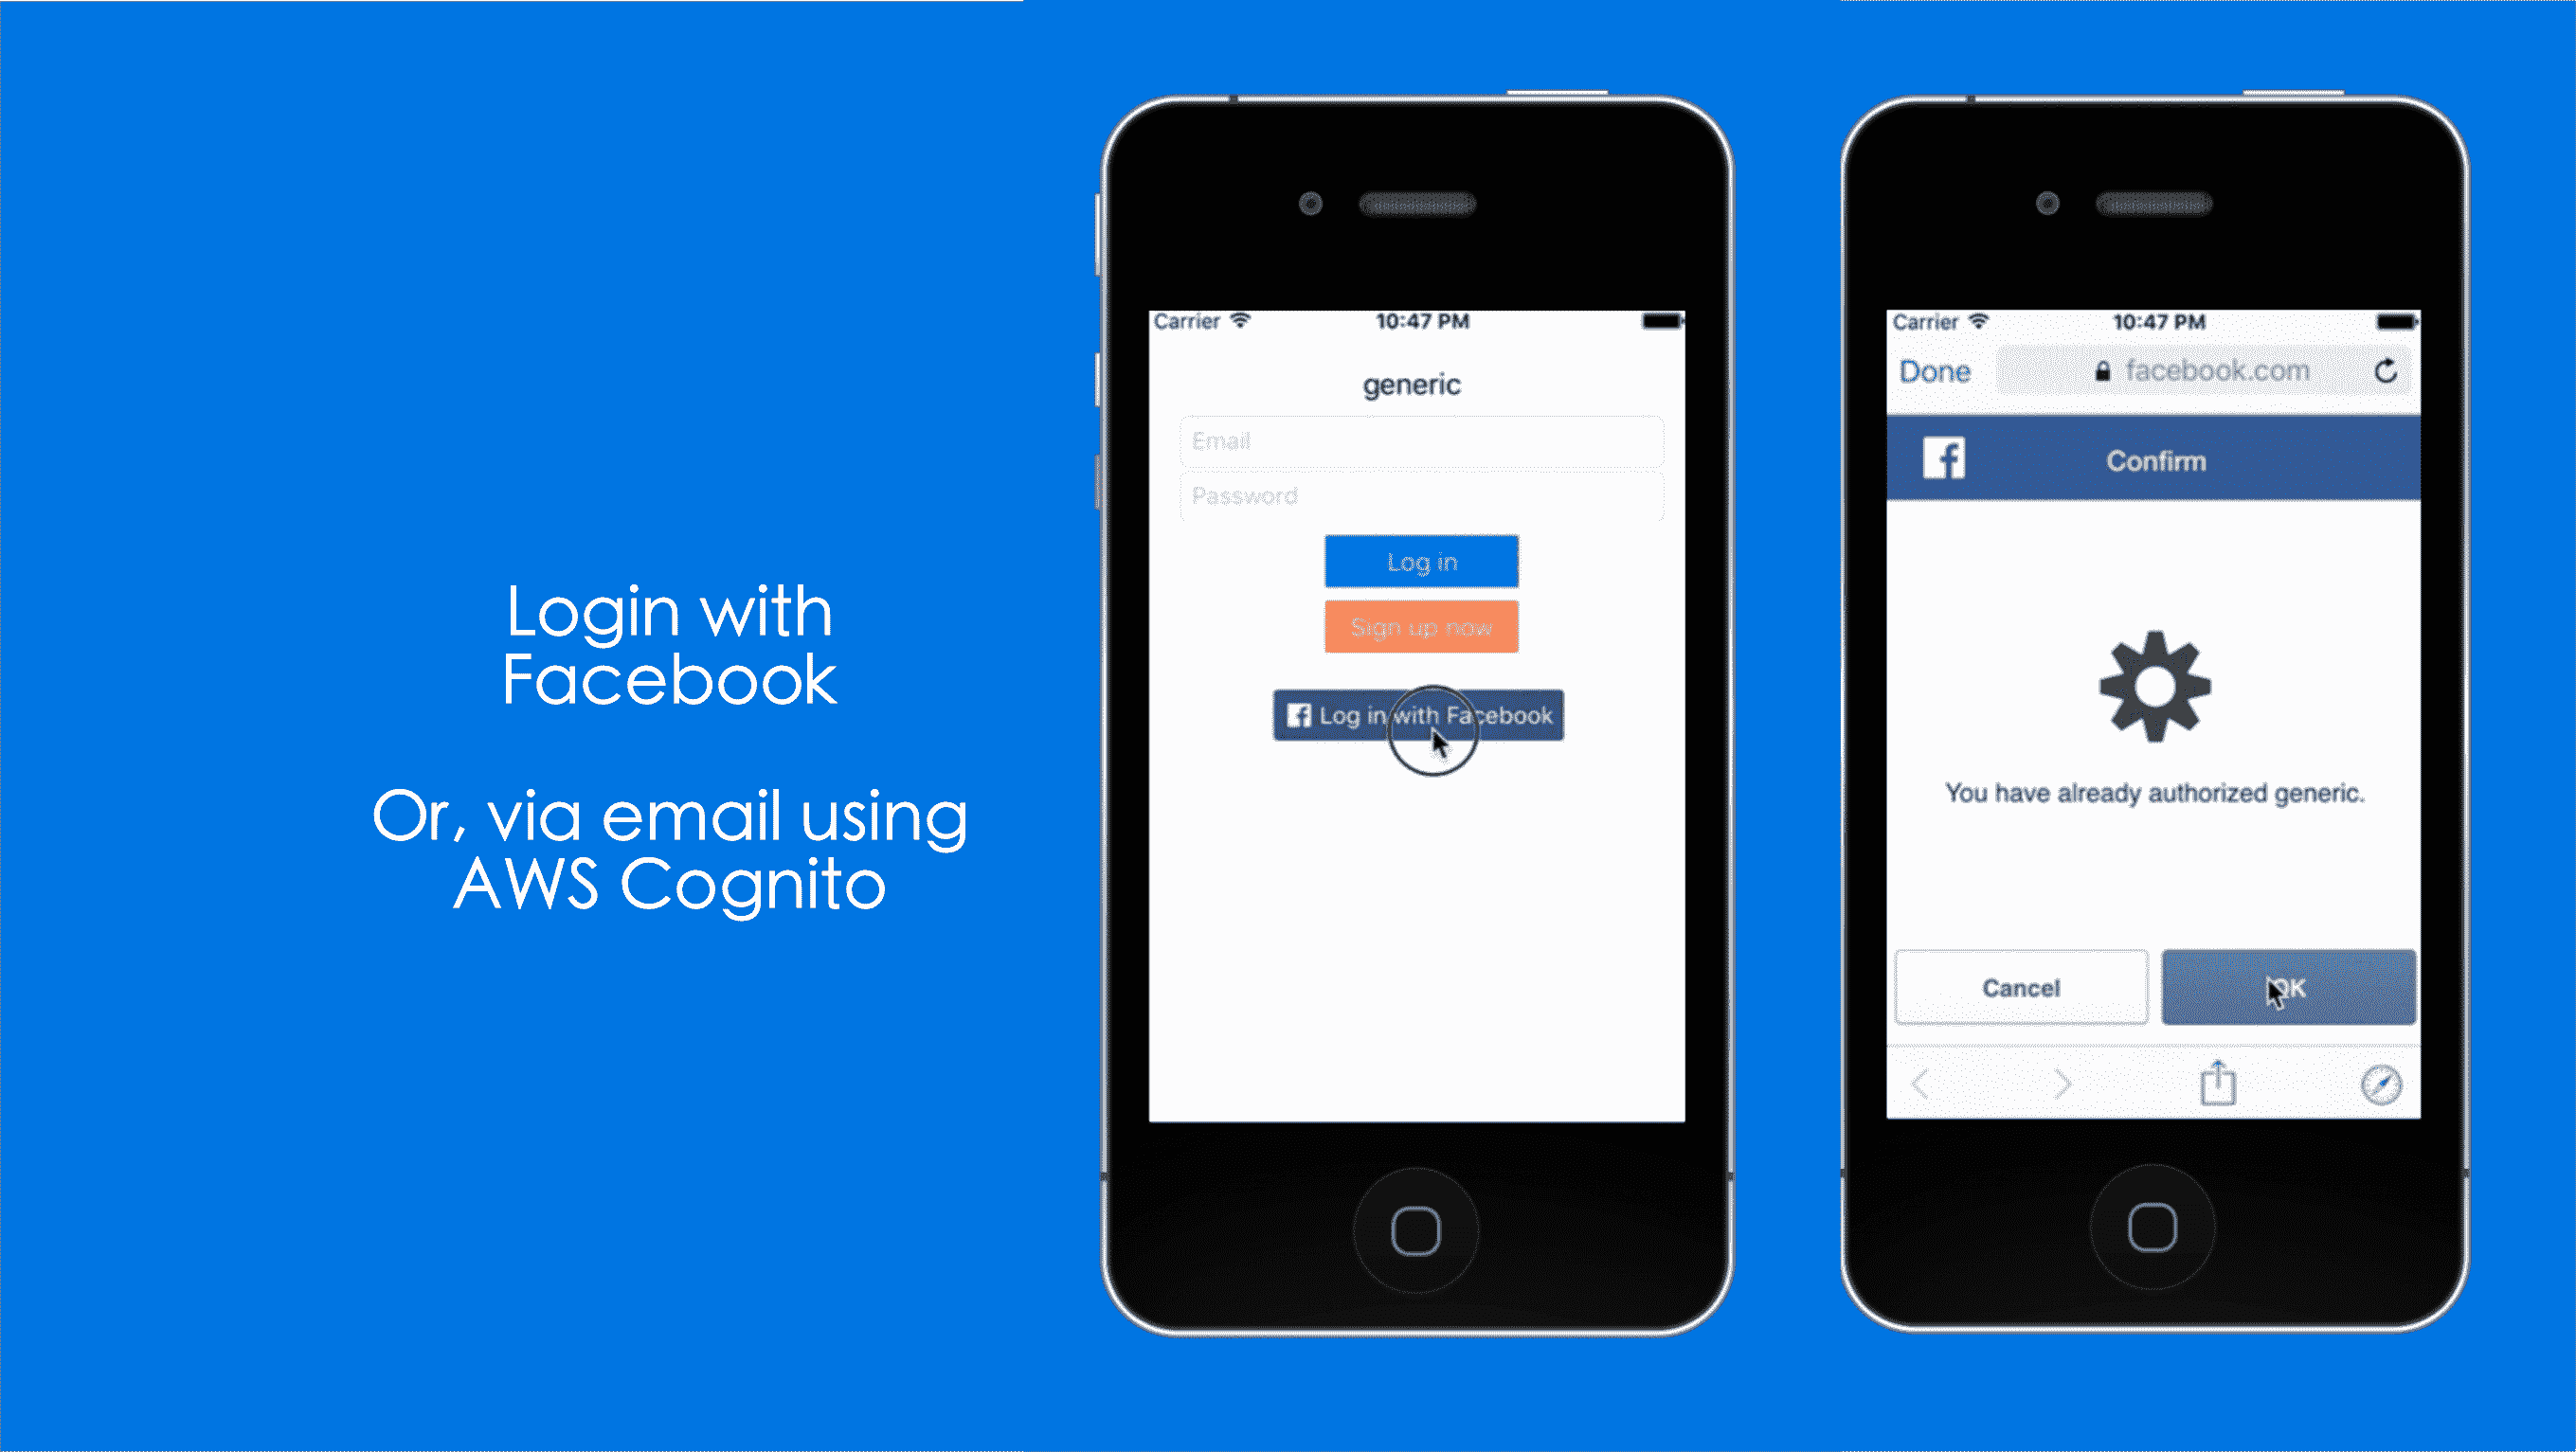 Login with
Facebook
Or, via email using
AWS Cognito
Carrier 10:47 PM
generic
Email
Password
Log in
Sign up now
f Log in with Facebook
Carrier 10:47 PM
Done facebook.com
f Confirm
You have already authorized generic.
Cancel OK